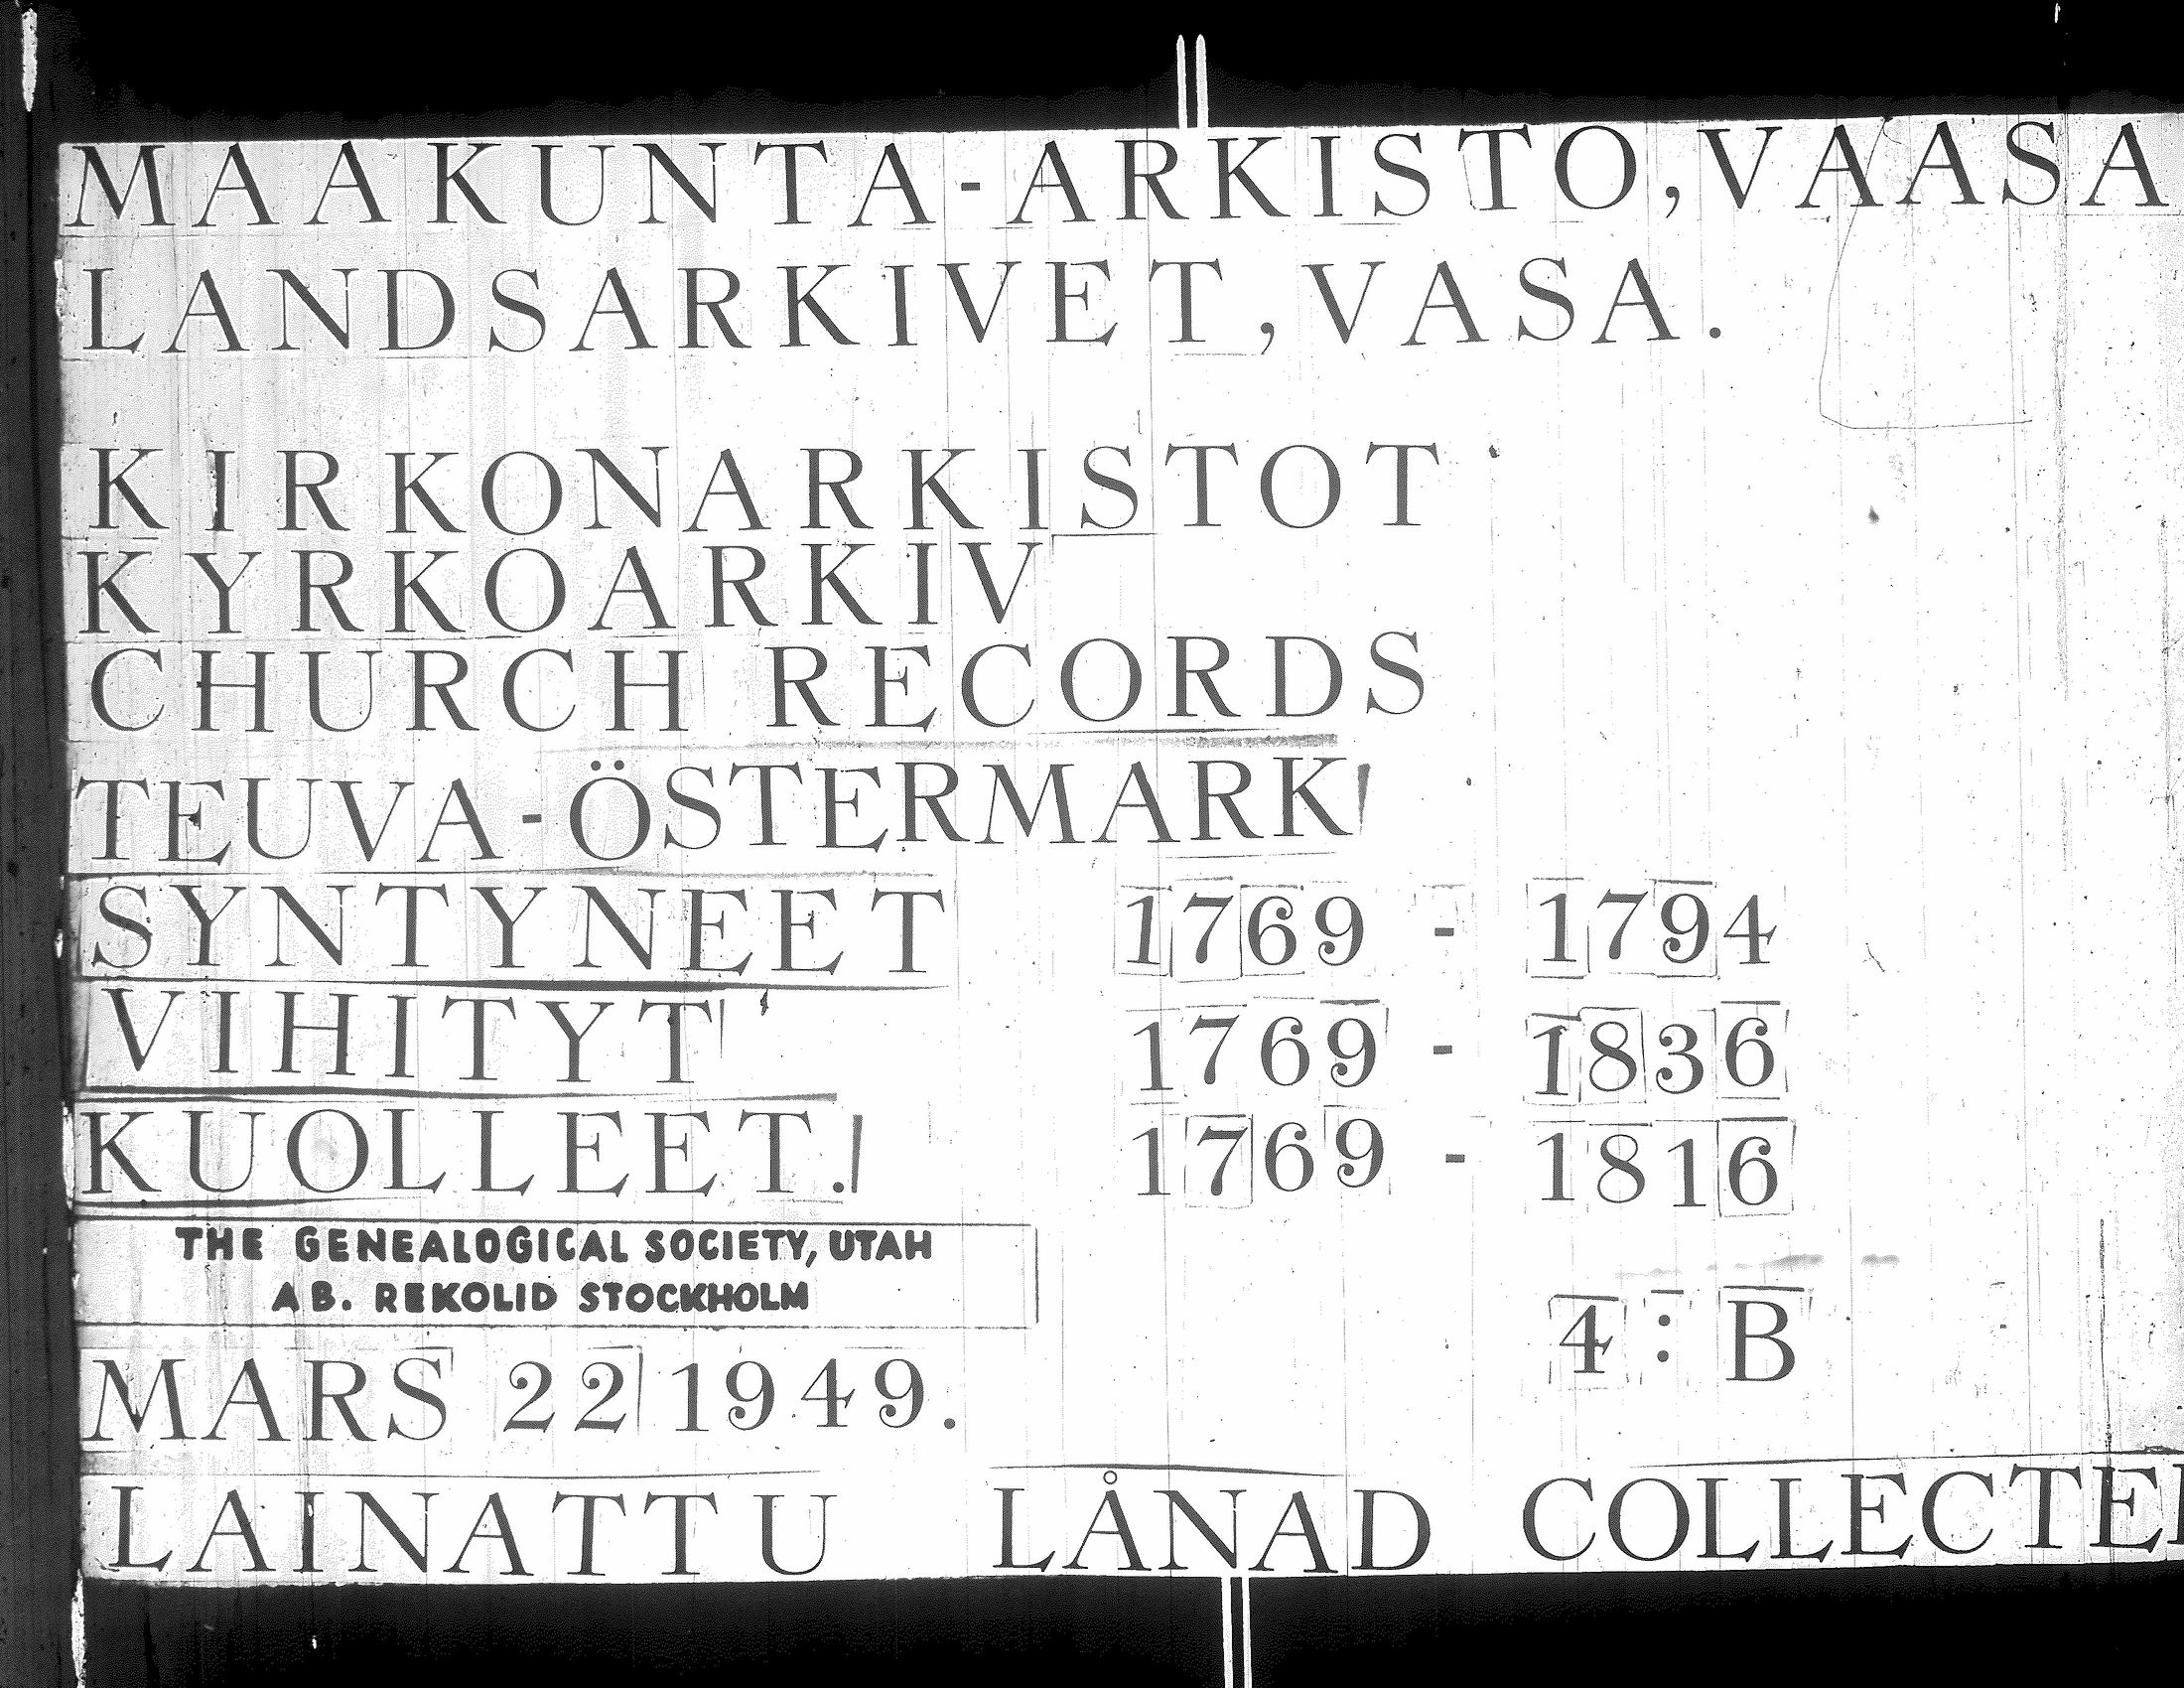 MAAKUNTA-ARKISTO, VAASA
LANDSARKIVET, VASA.
KIRKONARKISTOT
KYRKOARKIV
CHURCH RECORDS
TEUVA-ÖSTERMARK
SYNTYNEET 1769 - 1794
VIHITYT 1769 - 1836
KUOLLEET. 1769 - 1816
THE GENEALOGICAL SOCIETY, UTAH
AB. REKOLID STOCKHOLM
4:B
MARS 22 1949.
LAINATTU LÅNAD COLLECTE